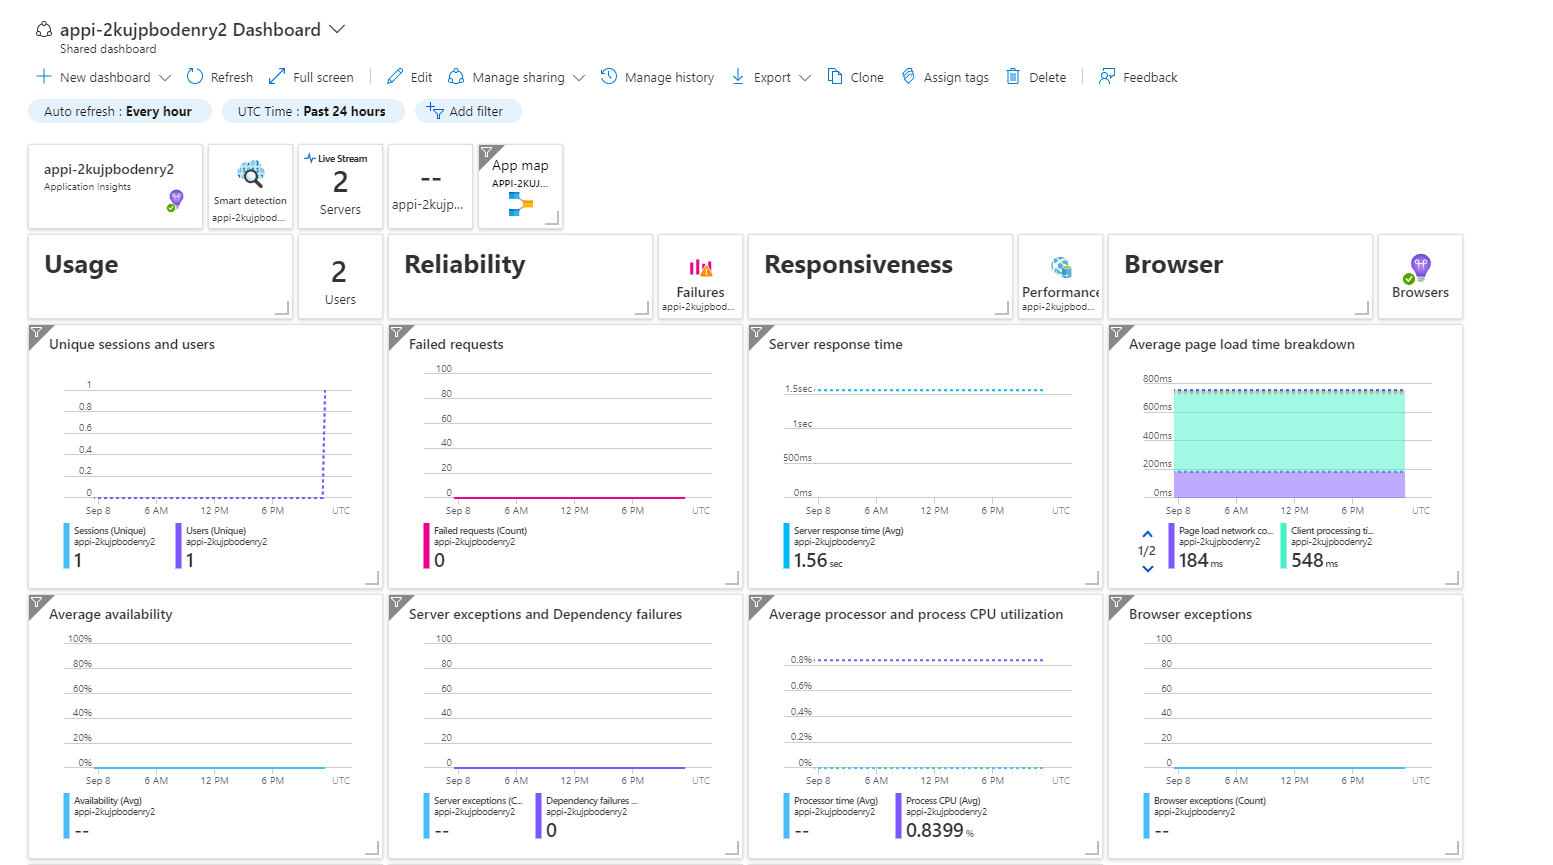 appi-2kujpbodenry2 Dashboard
Shared dashboard
New dashboard Refresh Full screen Edit Manage sharing Manage history Export Clone Assign tags Delete Feedback
Auto refresh : Every hour UTC Time : Past 24 hours Add filter
appi-2kujpbodenry2
Application Insights
Smart detection
appi-2kujpbod...
Live Stream
2
Servers
--
appi-2kujp...
App map
APPI-2KUJ...
Usage
2
Users
Reliability
Failures
appi-2kujpbod...
Responsiveness
Performance
appi-2kujpbod...
Browser
Browsers
Unique sessions and users
1
0.8
0.6
0.4
0.2
0
Sep 8 6 AM 12 PM 6 PM UTC
Sessions (Unique)
appi-2kujpbodenry2
1
Users (Unique)
appi-2kujpbodenry2
1
Failed requests
100
80
60
40
20
0
Sep 8 6 AM 12 PM 6 PM UTC
Failed requests (Count)
appi-2kujpbodenry2
0
Server response time
1.5sec
1sec
500ms
0ms
Sep 8 6 AM 12 PM 6 PM UTC
Server response time (Avg)
appi-2kujpbodenry2
1.56 sec
Average page load time breakdown
800ms
600ms
400ms
200ms
0ms
Sep 8 6 AM 12 PM 6 PM UTC
1/2
Page load network co...
appi-2kujpbodenry2
184 ms
Client processing ti...
appi-2kujpbodenry2
548 ms
Average availability
100%
80%
60%
40%
20%
0%
Sep 8 6 AM 12 PM 6 PM UTC
Availability (Avg)
appi-2kujpbodenry2
--
Server exceptions and Dependency failures
100
80
60
40
20
0
Sep 8 6 AM 12 PM 6 PM UTC
Server exceptions (C...
appi-2kujpbodenry2
--
Dependency failures ...
appi-2kujpbodenry2
0
Average processor and process CPU utilization
0.8%
0.6%
0.4%
0.2%
0%
Sep 8 6 AM 12 PM 6 PM UTC
Processor time (Avg)
appi-2kujpbodenry2
--
Process CPU (Avg)
appi-2kujpbodenry2
0.8399 %
Browser exceptions
100
80
60
40
20
0
Sep 8 6 AM 12 PM 6 PM UTC
Browser exceptions (Count)
appi-2kujpbodenry2
--